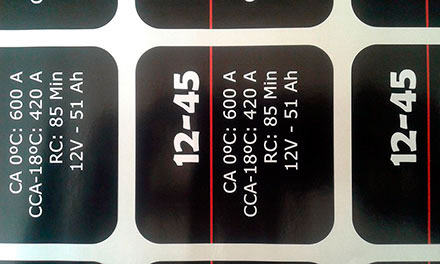 CA 0ºC: 600 A
CCA-18ºC: 420 A
RC: 85 Min
12V - 51 Ah
12-45
CA 0ºC: 600 A
CCA-18ºC: 420 A
RC: 85 Min
12V - 51 Ah
12-45